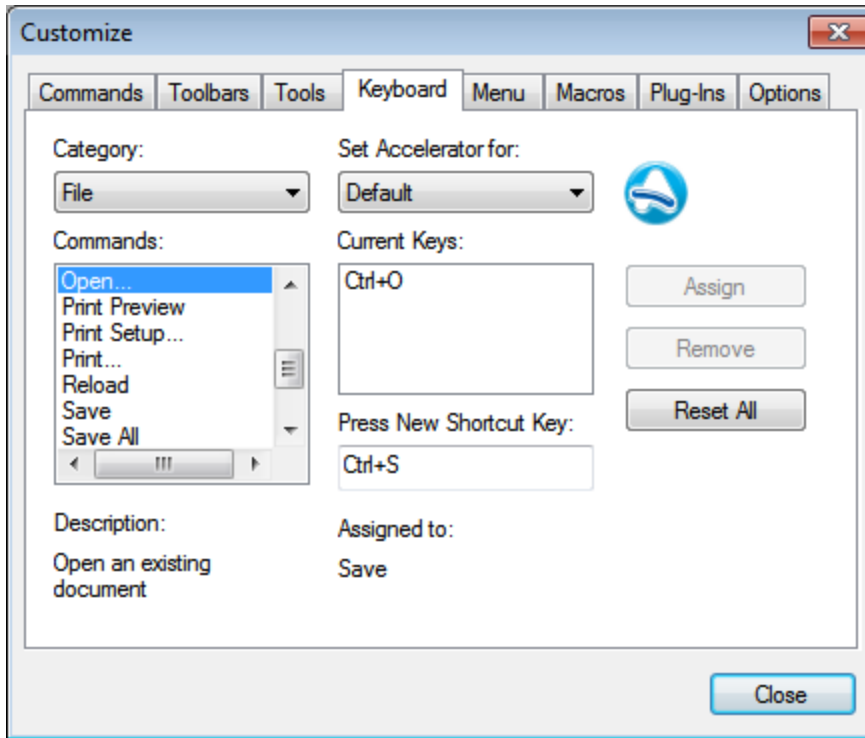 Customize
Commands Toolbars Tools Keyboard Menu Macros Plug-Ins Options
Category:
File
Commands:
Open...
Print Preview
Print Setup...
Print...
Reload
Save
Save All
Description:
Open an existing
document
Set Accelerator for:
Default
Current Keys:
Ctrl+O
Press New Shortcut Key:
Ctrl+S
Assigned to:
Save
Assign
Remove
Reset All
Close